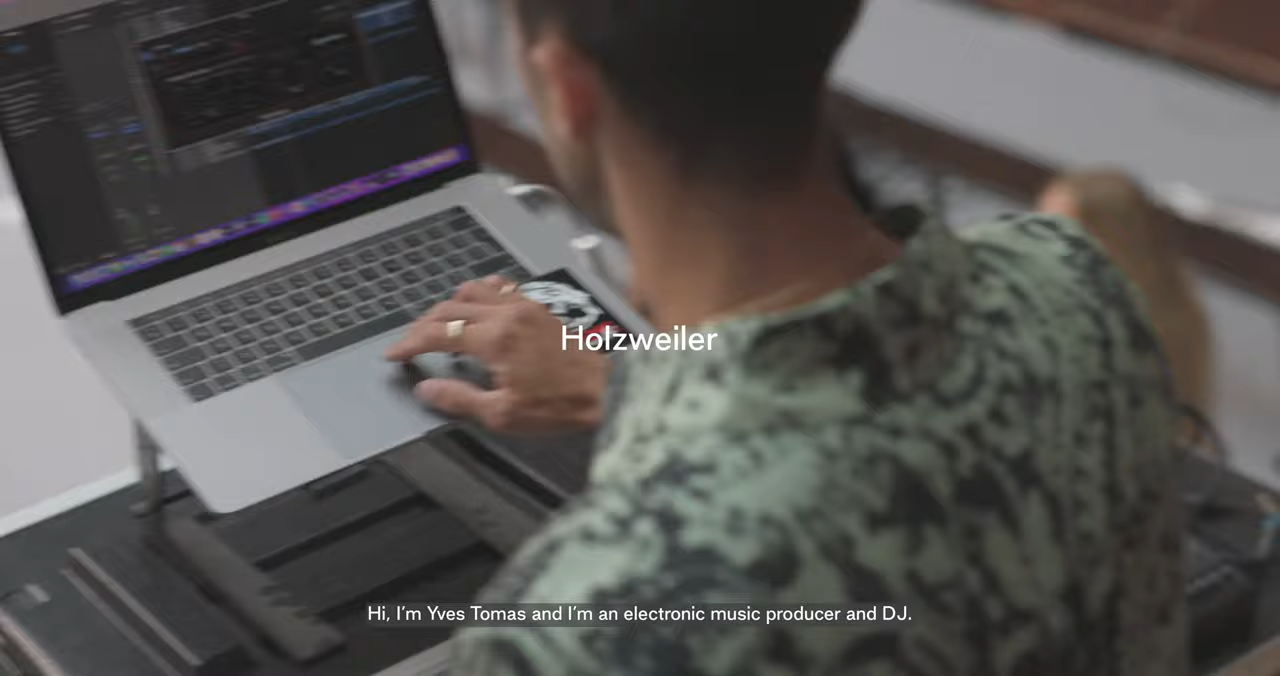 Holzweiler
Hi, I’m Yves Tomas and I’m an electronic music producer and DJ.